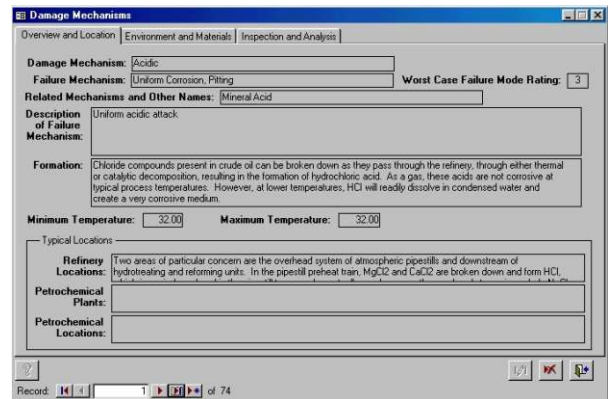 Damage Mechanisms
Overview and Location Environment and Materials Inspection and Analysis
Damage Mechanism: Acidic
Failure Mechanism: Uniform Corrosion, Pitting Worst Case Failure Mode Rating: 3
Related Mechanisms and Other Names: Mineral Acid
Description of Failure Mechanism: Uniform acidic attack
Formation: Chloride compounds present in crude oil can be broken down as they pass through the refinery, through either thermal
or catalytic decomposition, resulting in the formation of hydrochloric acid. As a gas, these acids are not corrosive at
typical process temperatures. However, at lower temperatures, HCl will readily dissolve in condensed water and
create a very corrosive medium.
Minimum Temperature: 32.00 Maximum Temperature: 32.00
Typical Locations
Refinery Locations: Two areas of particular concern are the overhead system of atmospheric pipestills and downstream of
hydrotreating and reforming units. In the pipestill preheat train, MgCl2 and CaCl2 are broken down and form HCl,
Petrochemical Plants:
Petrochemical Locations:
Record: 1 of 74